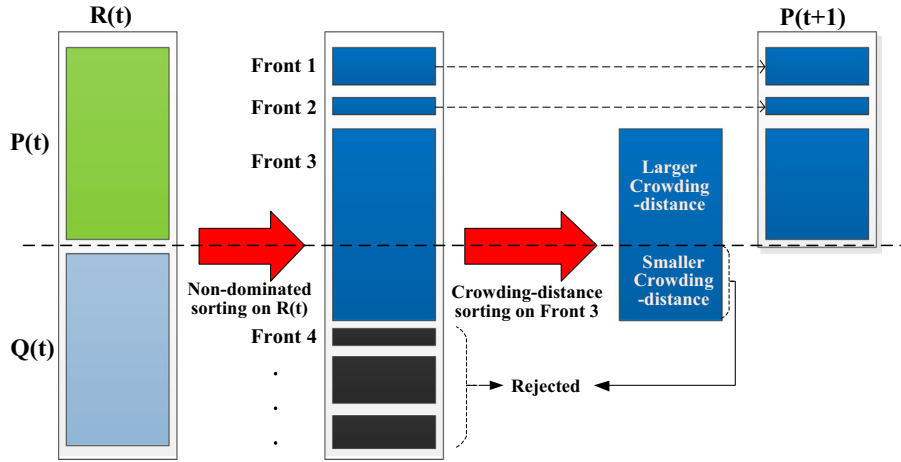 R(t)
P(t+1)
Front 1
Front 2
P(t)
Front 3
Larger
Crowding
-distance
Smaller
Crowding
-distance
Non-dominated
sorting on R(t)
Crowding-distance
sorting on Front 3
Front 4
Q(t)
.
.
.
Rejected